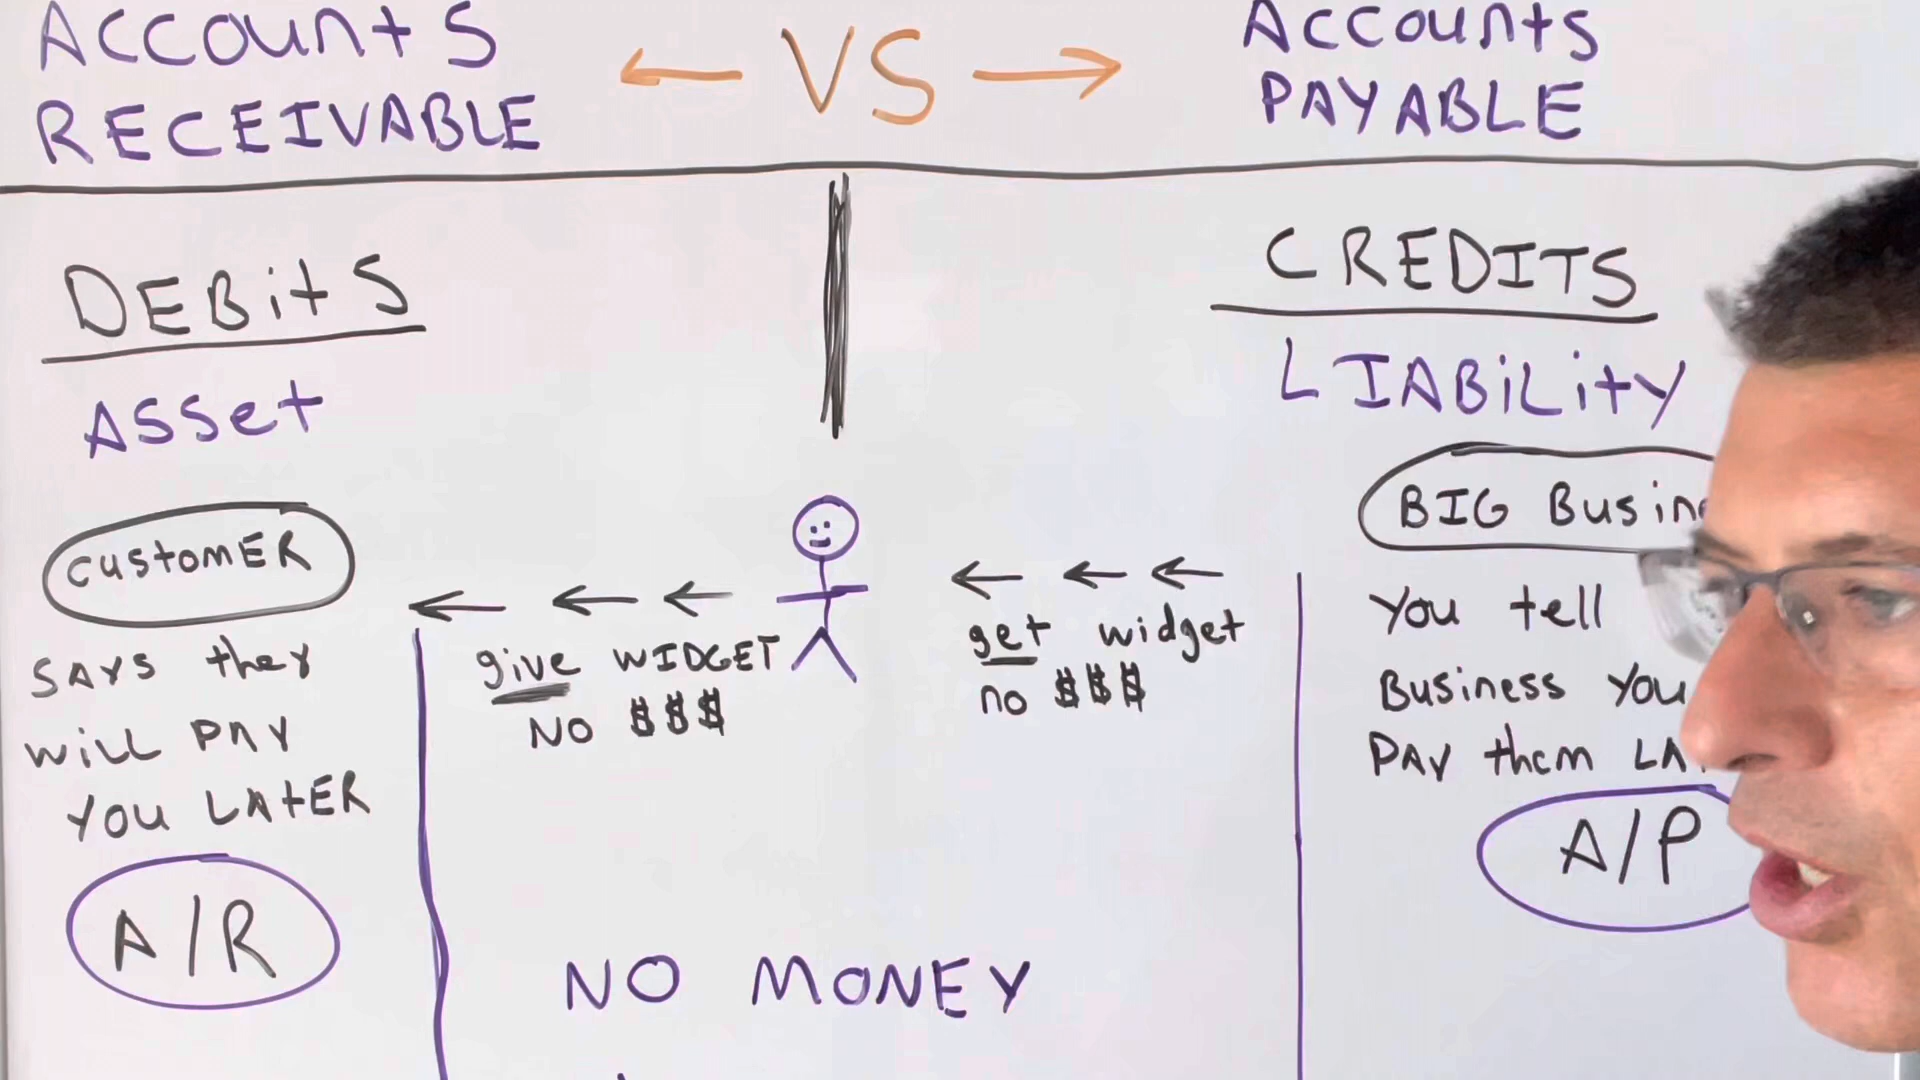 Accounts
RECEIVABLE
VS
Accounts
PAYABLE
DEBitS
Asset
customER
SAYS they
will PAY
YOU LAtER
A/R
give WIDGET
NO $$$
get widget
no $$$
NO MONEY
CREDITS
LIABiLity
BIG
You tell
Business You
PAY them
A/P